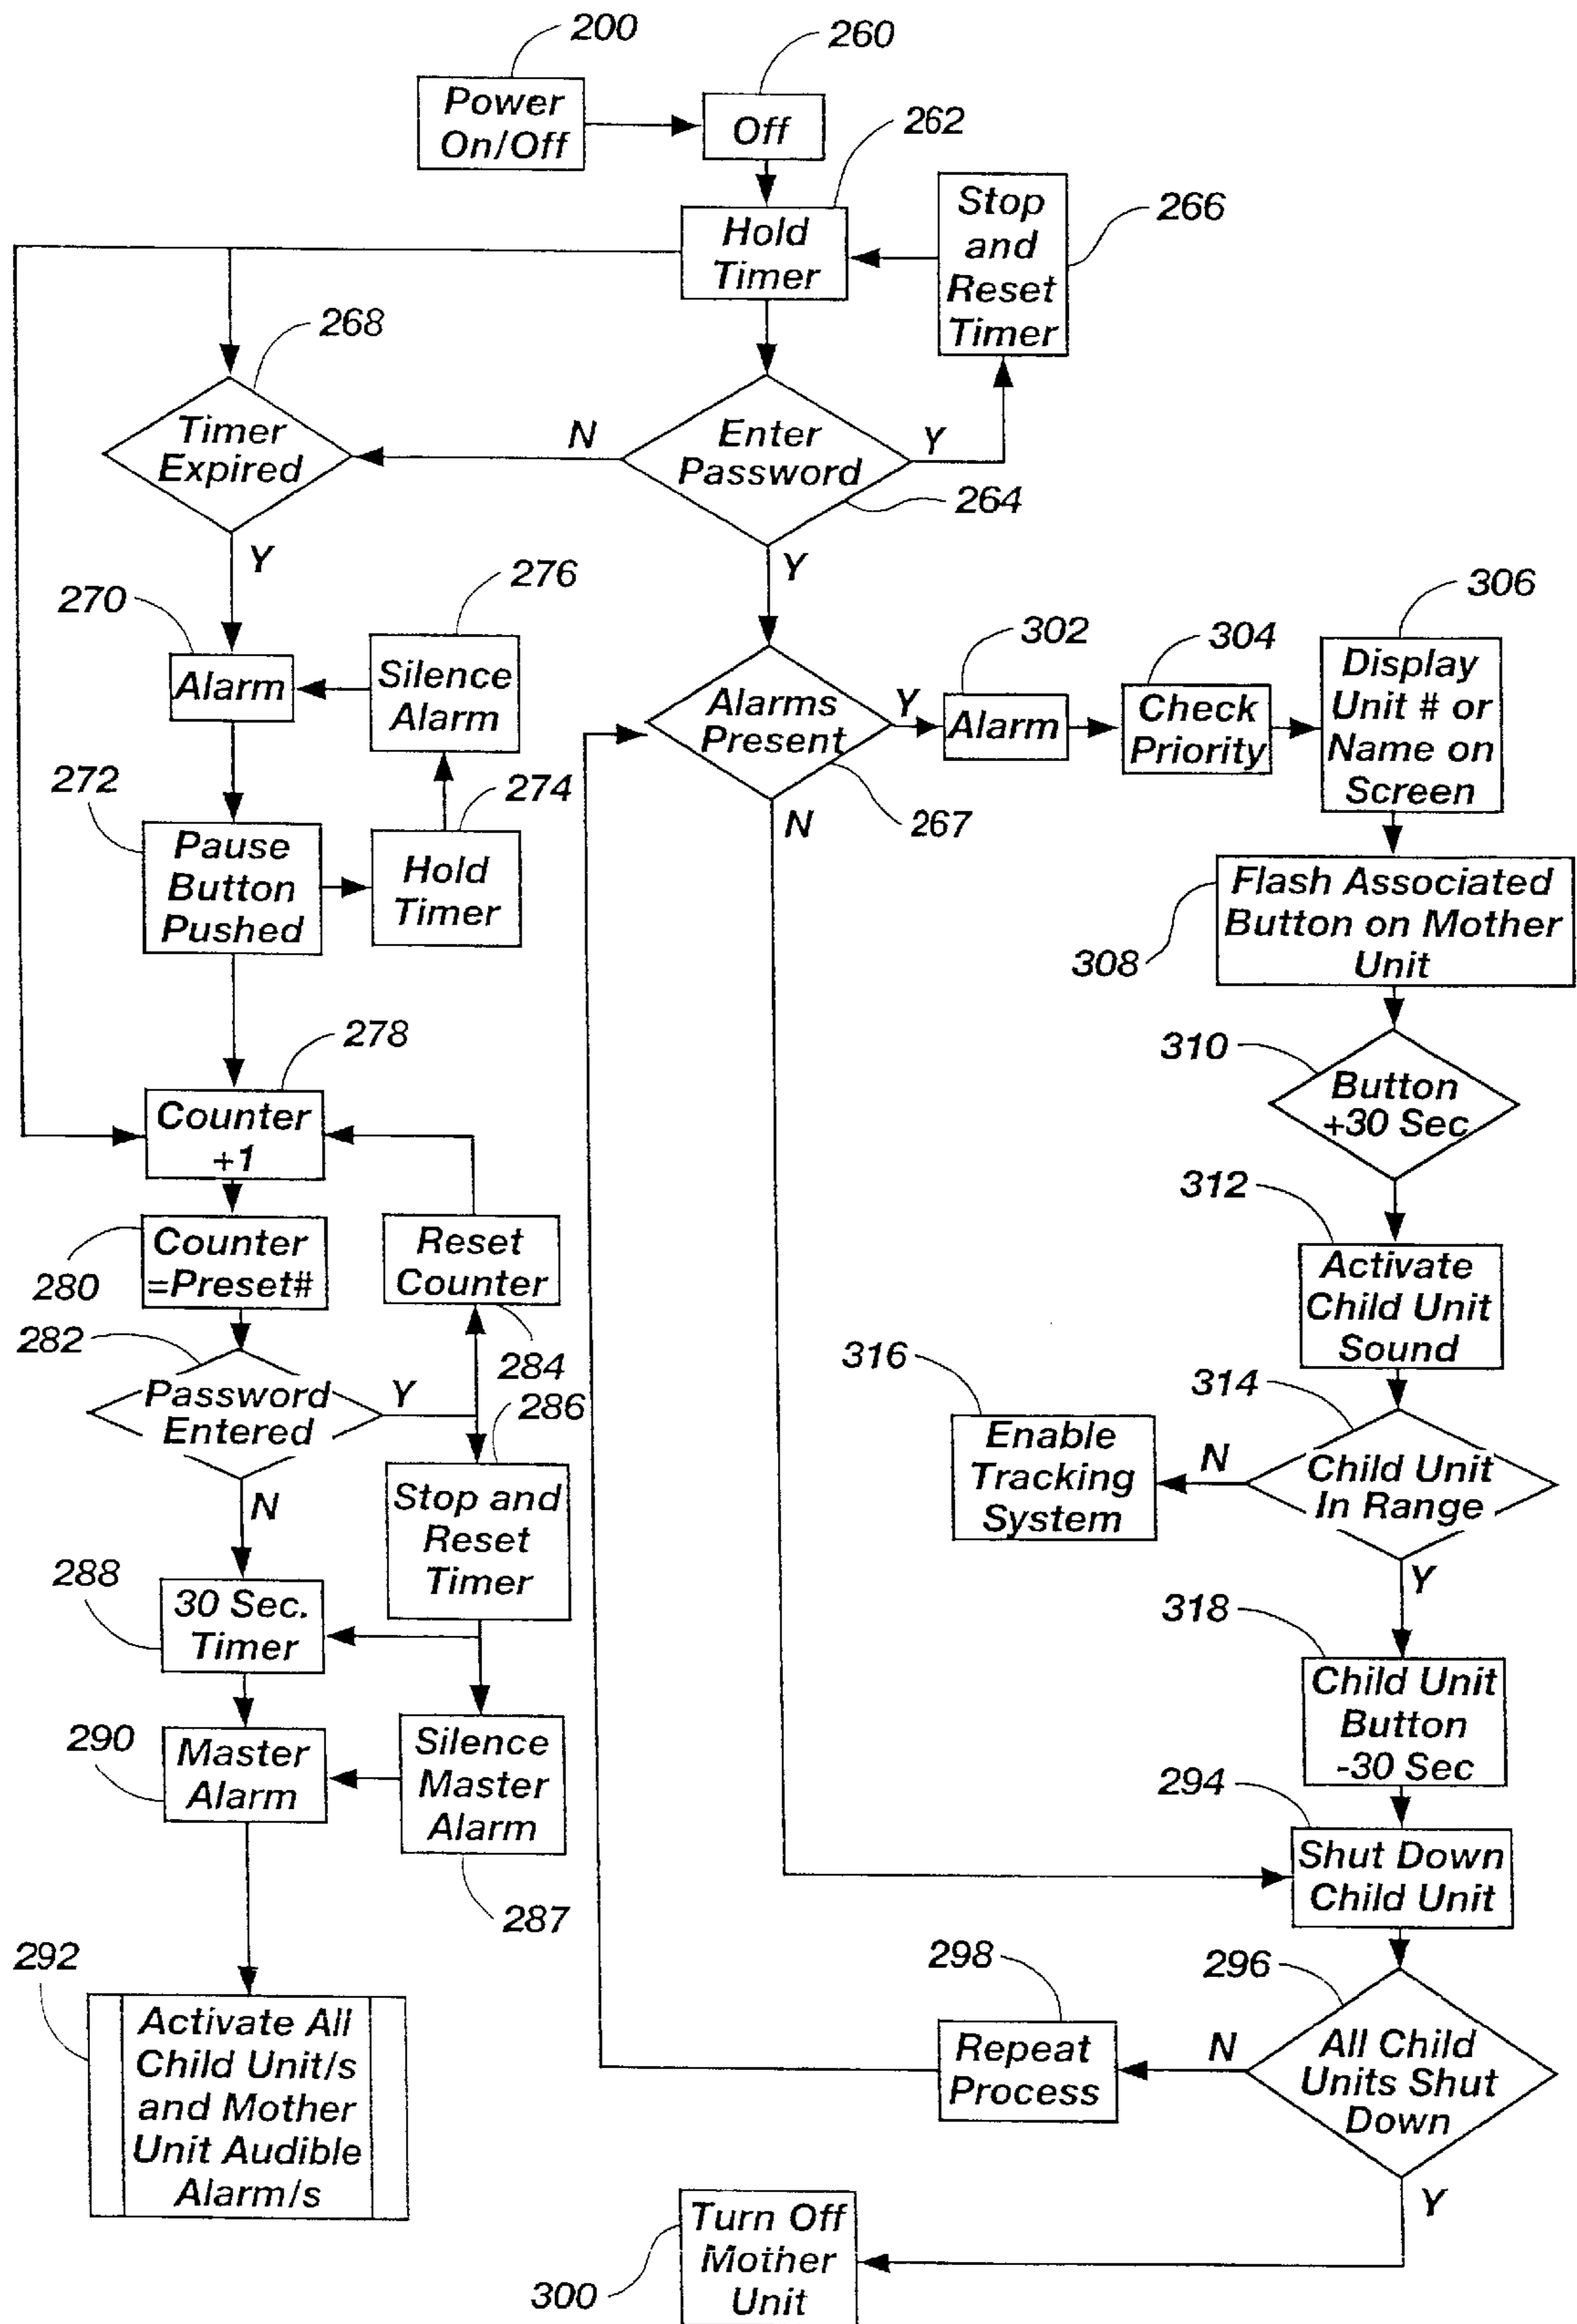 200
260
Power
On/Off
Off
262
Hold
Timer
Stop
and
Reset
Timer
266
268
Timer
Expired
N
Enter
Password
Y
264
Y
Y
270
276
Alarm
Silence
Alarm
272
274
Pause
Button
Pushed
Hold
Timer
Alarms
Present
Y
267
N
302
Alarm
304
Check
Priority
306
Display
Unit # or
Name on
Screen
Flash Associated
Button on Mother
Unit
308
310
Button
+30 Sec
278
Counter
+1
280
Counter
=Preset#
Reset
Counter
284
282
Password
Entered
Y
N
286
Stop and
Reset
Timer
288
30 Sec.
Timer
290
Master
Alarm
Silence
Master
Alarm
287
292
Activate All
Child Unit/s
and Mother
Unit Audible
Alarm/s
312
Activate
Child Unit
Sound
316
Enable
Tracking
System
314
N
Child Unit
In Range
Y
318
Child Unit
Button
-30 Sec
294
Shut Down
Child Unit
298
Repeat
Process
296
N
All Child
Units Shut
Down
Y
Turn Off
Mother
Unit
300